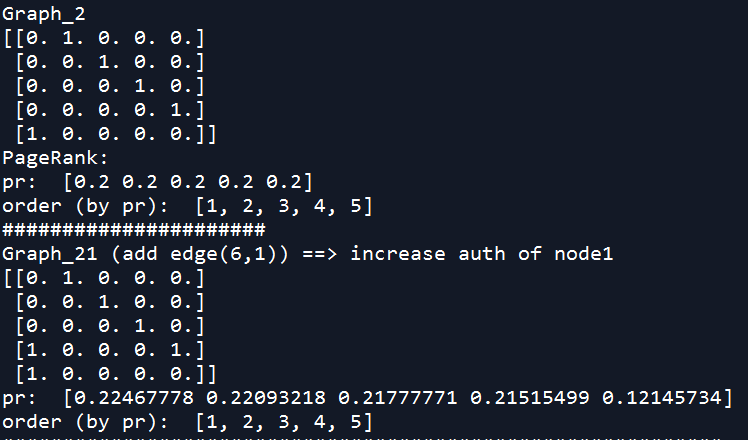 Graph_2
[[0. 1. 0. 0. 0.]
 [0. 0. 1. 0. 0.]
 [0. 0. 0. 1. 0.]
 [0. 0. 0. 0. 1.]
 [1. 0. 0. 0. 0.]]
PageRank:
pr:  [0.2 0.2 0.2 0.2 0.2]
order (by pr):  [1, 2, 3, 4, 5]
######################
Graph_21 (add edge(6,1)) ==> increase auth of node1
[[0. 1. 0. 0. 0.]
 [0. 0. 1. 0. 0.]
 [0. 0. 0. 1. 0.]
 [1. 0. 0. 0. 1.]
 [1. 0. 0. 0. 0.]]
pr:  [0.22467778 0.22093218 0.21777771 0.21515499 0.12145734]
order (by pr):  [1, 2, 3, 4, 5]